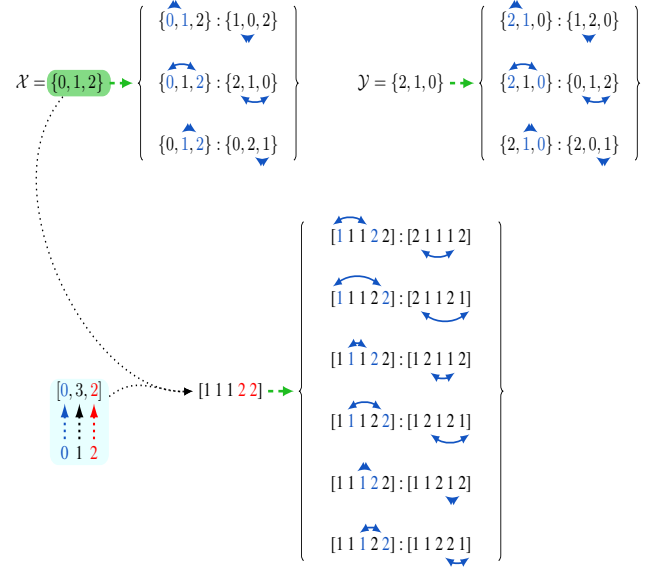 {0,1,2} : {1,0,2}
𝒳 = {0,1,2}
{0,1,2} : {2,1,0}
{0,1,2} : {0,2,1}
{2,1,0} : {1,2,0}
𝒴 = {2,1,0}
{2,1,0} : {0,1,2}
{2,1,0} : {2,0,1}
[1 1 1 2 2] : [2 1 1 1 2]
[1 1 1 2 2] : [2 1 1 2 1]
[1 1 1 2 2] : [1 2 1 1 2]
[0,3,2]
0 1 2
[1 1 1 2 2]
[1 1 1 2 2] : [1 2 1 2 1]
[1 1 1 2 2] : [1 1 2 1 2]
[1 1 1 2 2] : [1 1 2 2 1]